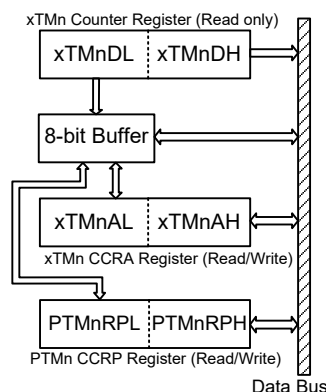 xTMn Counter Register (Read only)
xTMnDL xTMnDH
8-bit Buffer
xTMnAL xTMnAH
xTMn CCRA Register (Read/Write)
PTMnRPL PTMnRPH
PTMn CCRP Register (Read/Write)
Data Bus